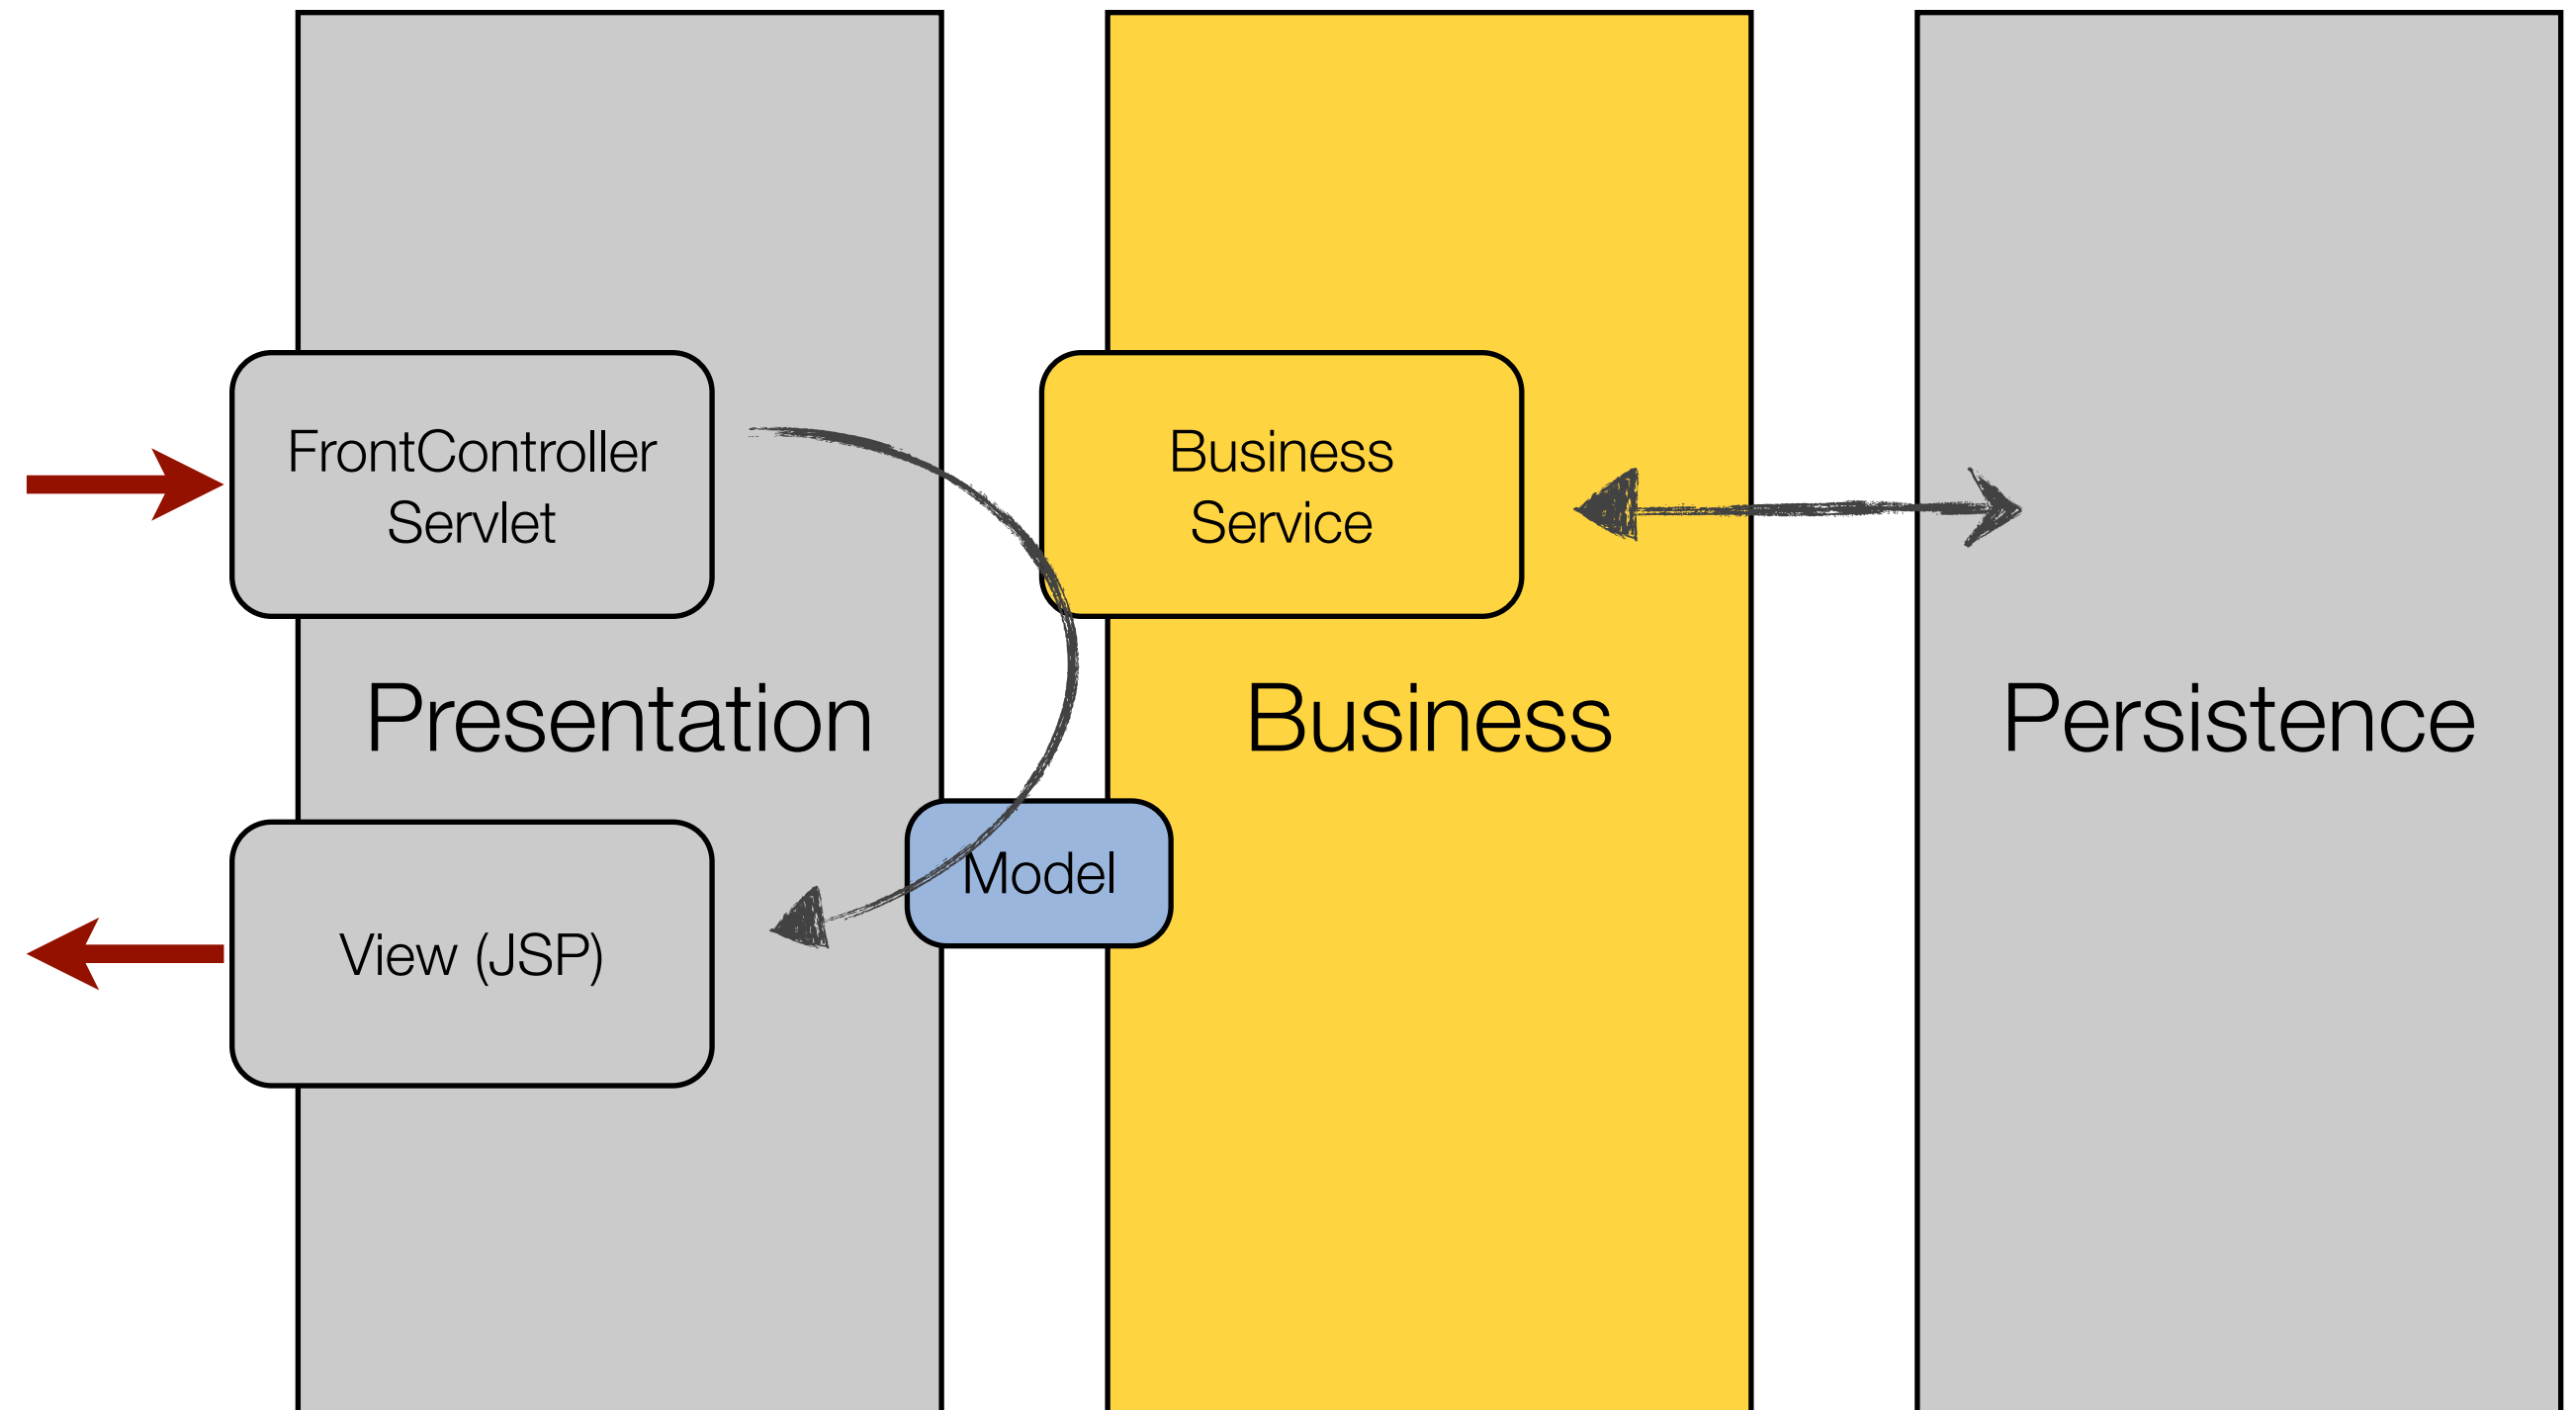 FrontController
Servlet
Business
Service
Presentation
Business
Persistence
Model
View (JSP)